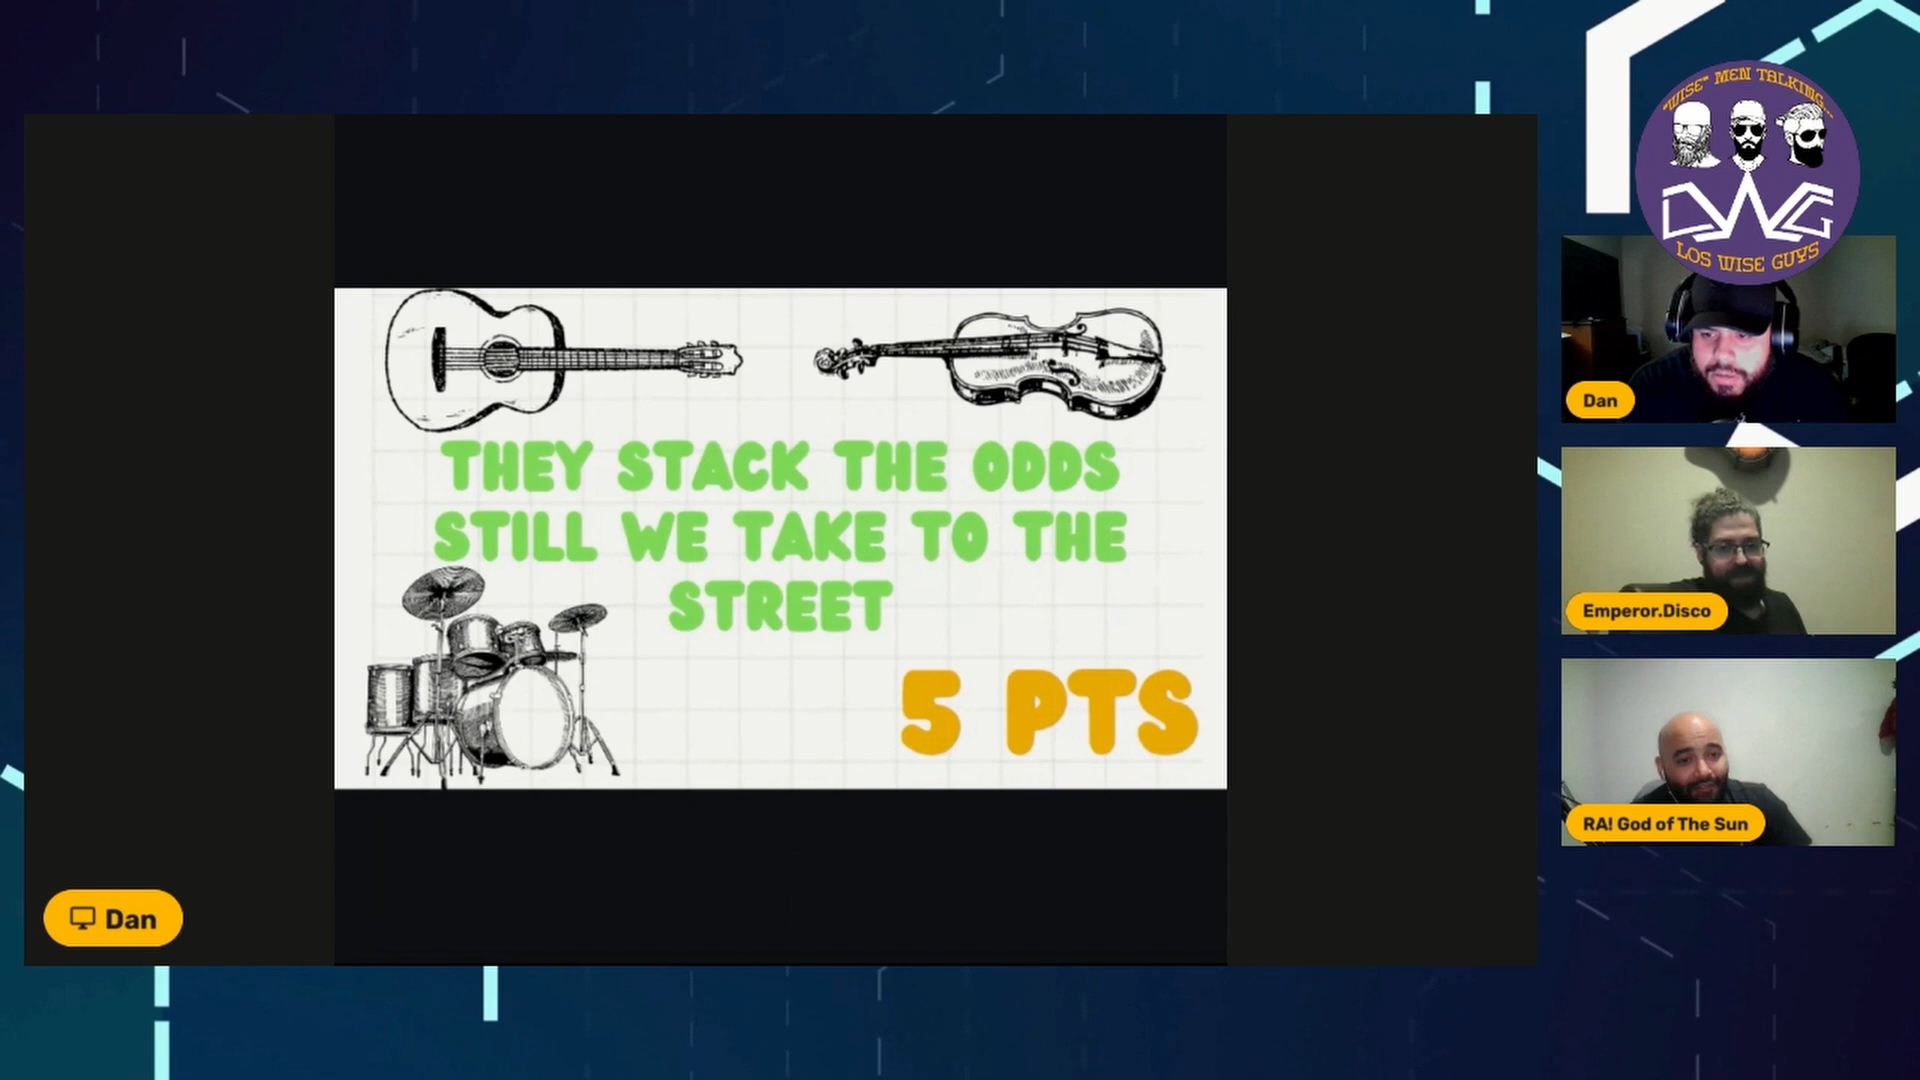 "WISE" MEN TALKING...
LWG
LOS WISE GUYS
THEY STACK THE ODDS
STILL WE TAKE TO THE
STREET
5 PTS
Dan
Emperor.Disco
RA! God of The Sun
Dan